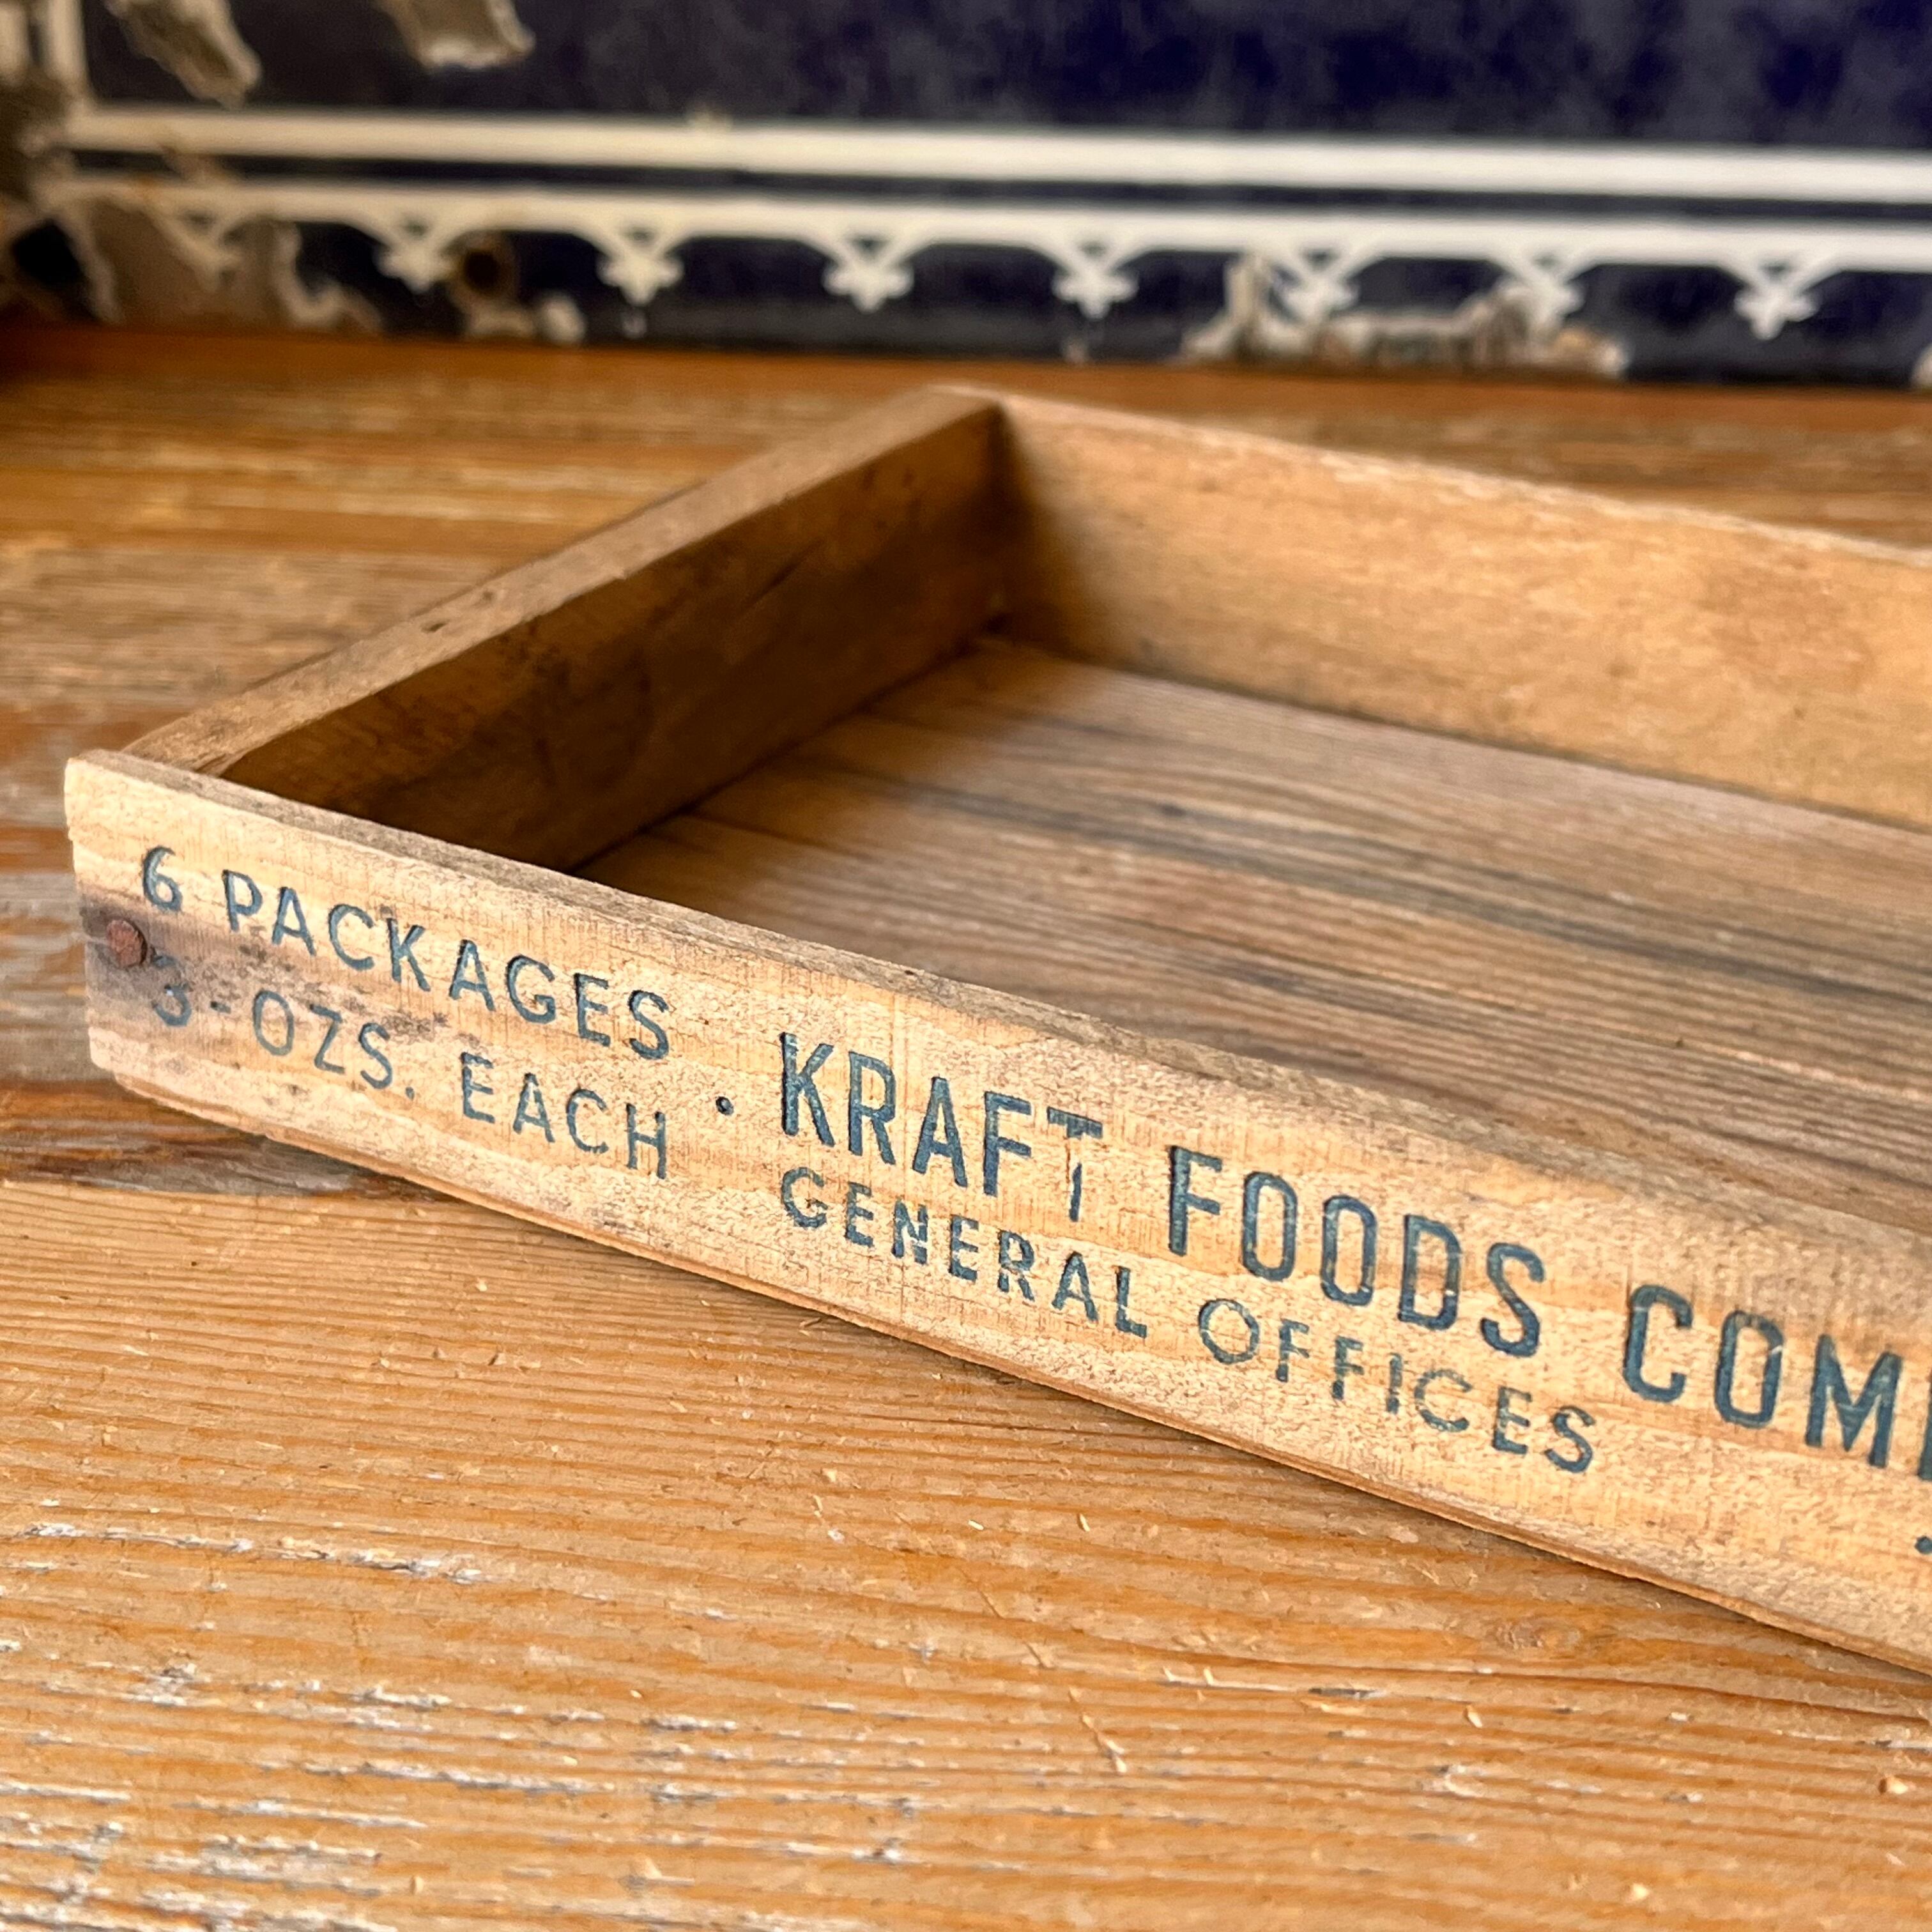 6 PACKAGES
3-OZS. EACH
· KRAFT FOODS COM
GENERAL OFFICES